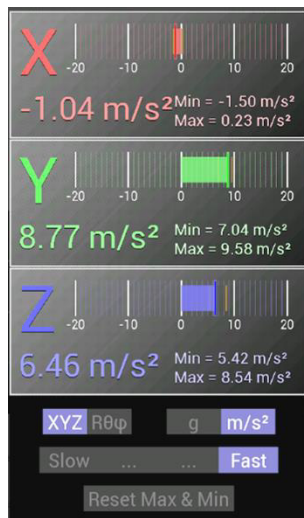 X
-20 -10 0 10 20
-1.04 m/s² Min = -1.50 m/s²
Max = 0.23 m/s²
Y
-20 -10 0 10 20
8.77 m/s² Min = 7.04 m/s²
Max = 9.58 m/s²
Z
-20 -10 0 10 20
6.46 m/s² Min = 5.42 m/s²
Max = 8.54 m/s²
XYZ Rθφ g m/s²
Slow ... ... Fast
Reset Max & Min